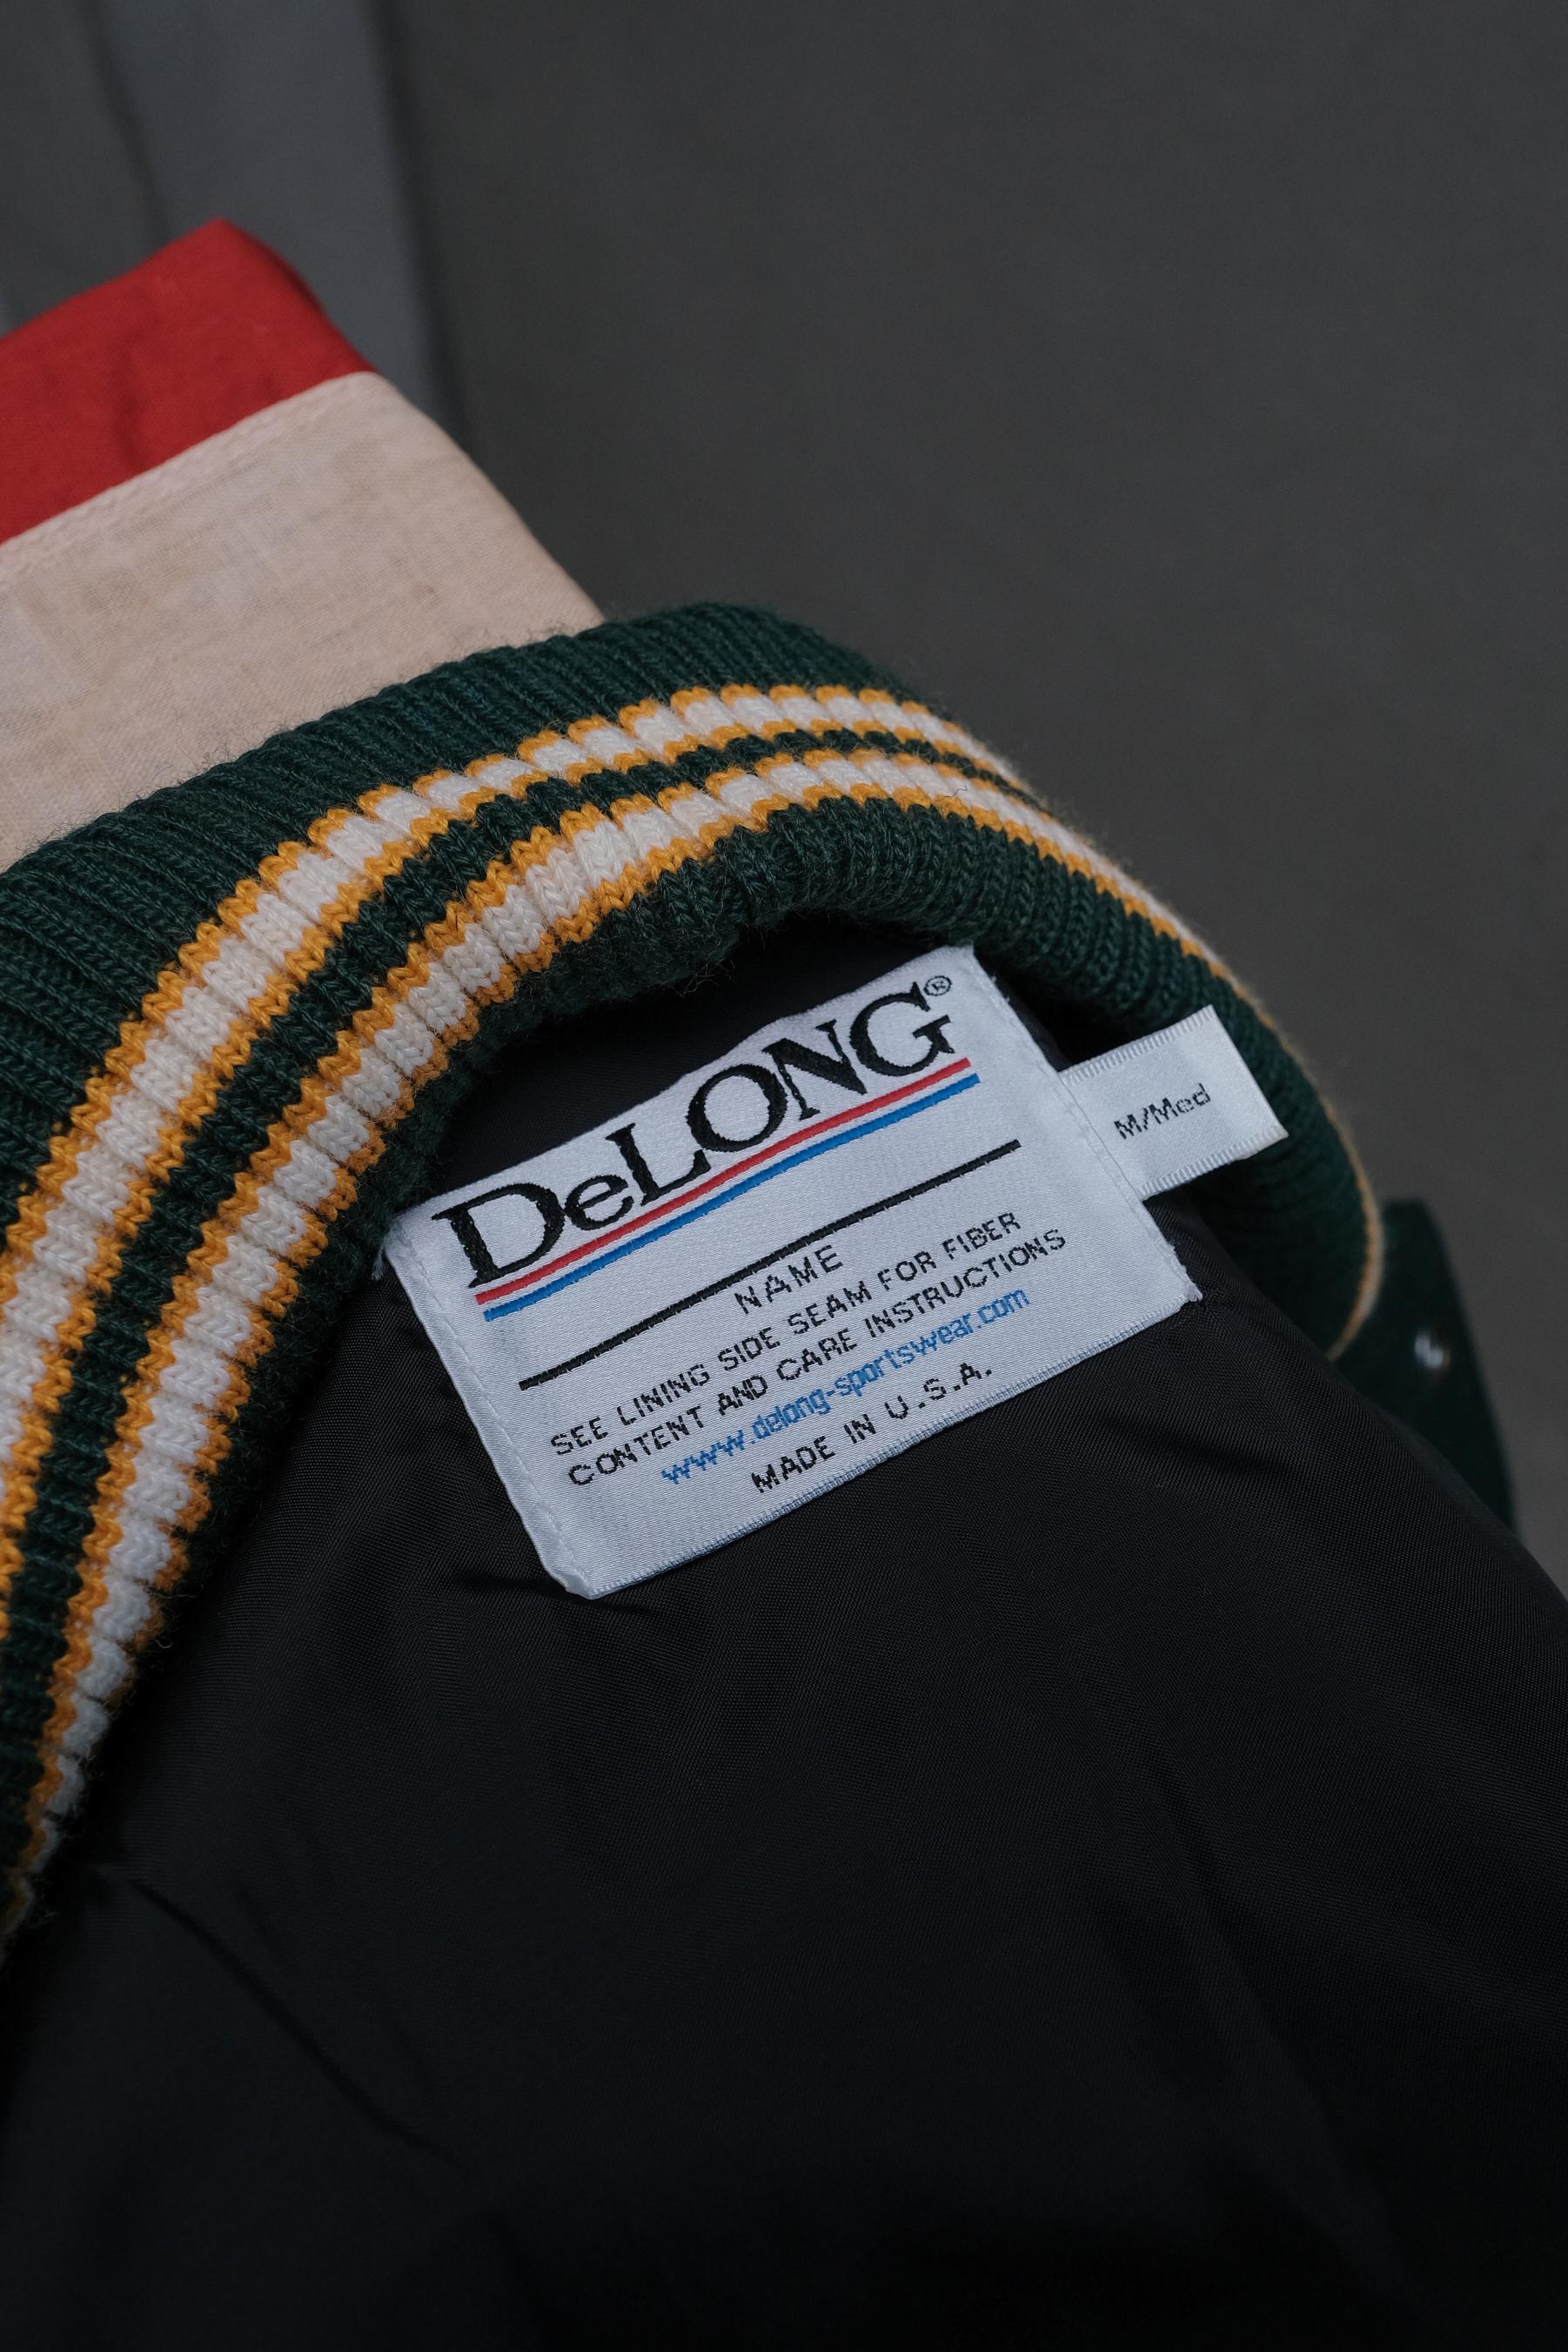 DeLONG®
NAME
SEE LINING SIDE SEAM FOR FIBER
CONTENT AND CARE INSTRUCTIONS
www.delong-sportswear.com
MADE IN U.S.A.
M/Med